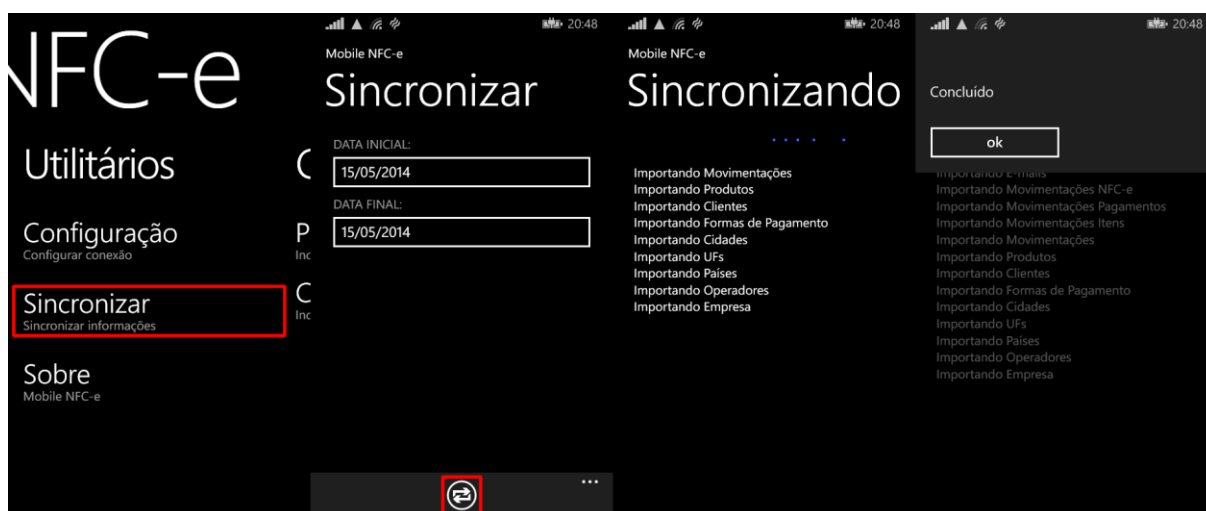 NFC-e
Utilitários
Configuração
Configurar conexão
Sincronizar
Sincronizar informações
Sobre
Mobile NFC-e
C
P
Inc
C
Inc
20:48
Mobile NFC-e
Sincronizar
DATA INICIAL:
15/05/2014
DATA FINAL:
15/05/2014
20:48
Mobile NFC-e
Sincronizando
Importando Movimentações
Importando Produtos
Importando Clientes
Importando Formas de Pagamento
Importando Cidades
Importando UFs
Importando Países
Importando Operadores
Importando Empresa
20:48
Concluído
ok
Importando E-mails
Importando Movimentações NFC-e
Importando Movimentações Pagamentos
Importando Movimentações Itens
Importando Movimentações
Importando Produtos
Importando Clientes
Importando Formas de Pagamento
Importando Cidades
Importando UFs
Importando Países
Importando Operadores
Importando Empresa